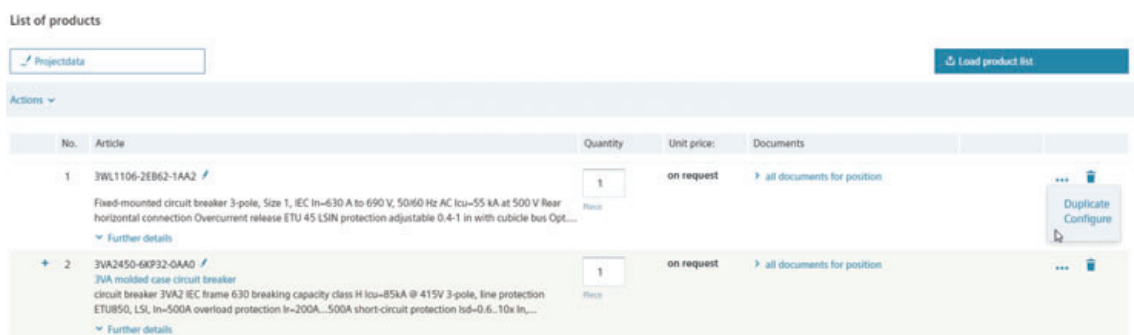 List of products
Projectdata
Load product list
Actions
No. Article Quantity Unit price: Documents
1 3WL1106-2EB62-1AA2 1 on request all documents for position ...
Fixed-mounted circuit breaker 3-pole, Size 1, IEC In=630 A to 690 V, 50/60 Hz AC Icu=55 kA at 500 V Rear Piece Duplicate
horizontal connection Overcurrent release ETU 45 LSIN protection adjustable 0.4-1 in with cubicle bus Opt.... Configure
Further details
+ 2 3VA2450-6KP32-0AA0 1 on request all documents for position ...
3VA molded case circuit breaker
circuit breaker 3VA2 IEC frame 630 breaking capacity class H Icu=85kA @ 415V 3-pole, line protection Piece
ETU850, LSI, In=500A overload protection Ir=200A...500A short-circuit protection Isd=0.6..10x In,...
Further details